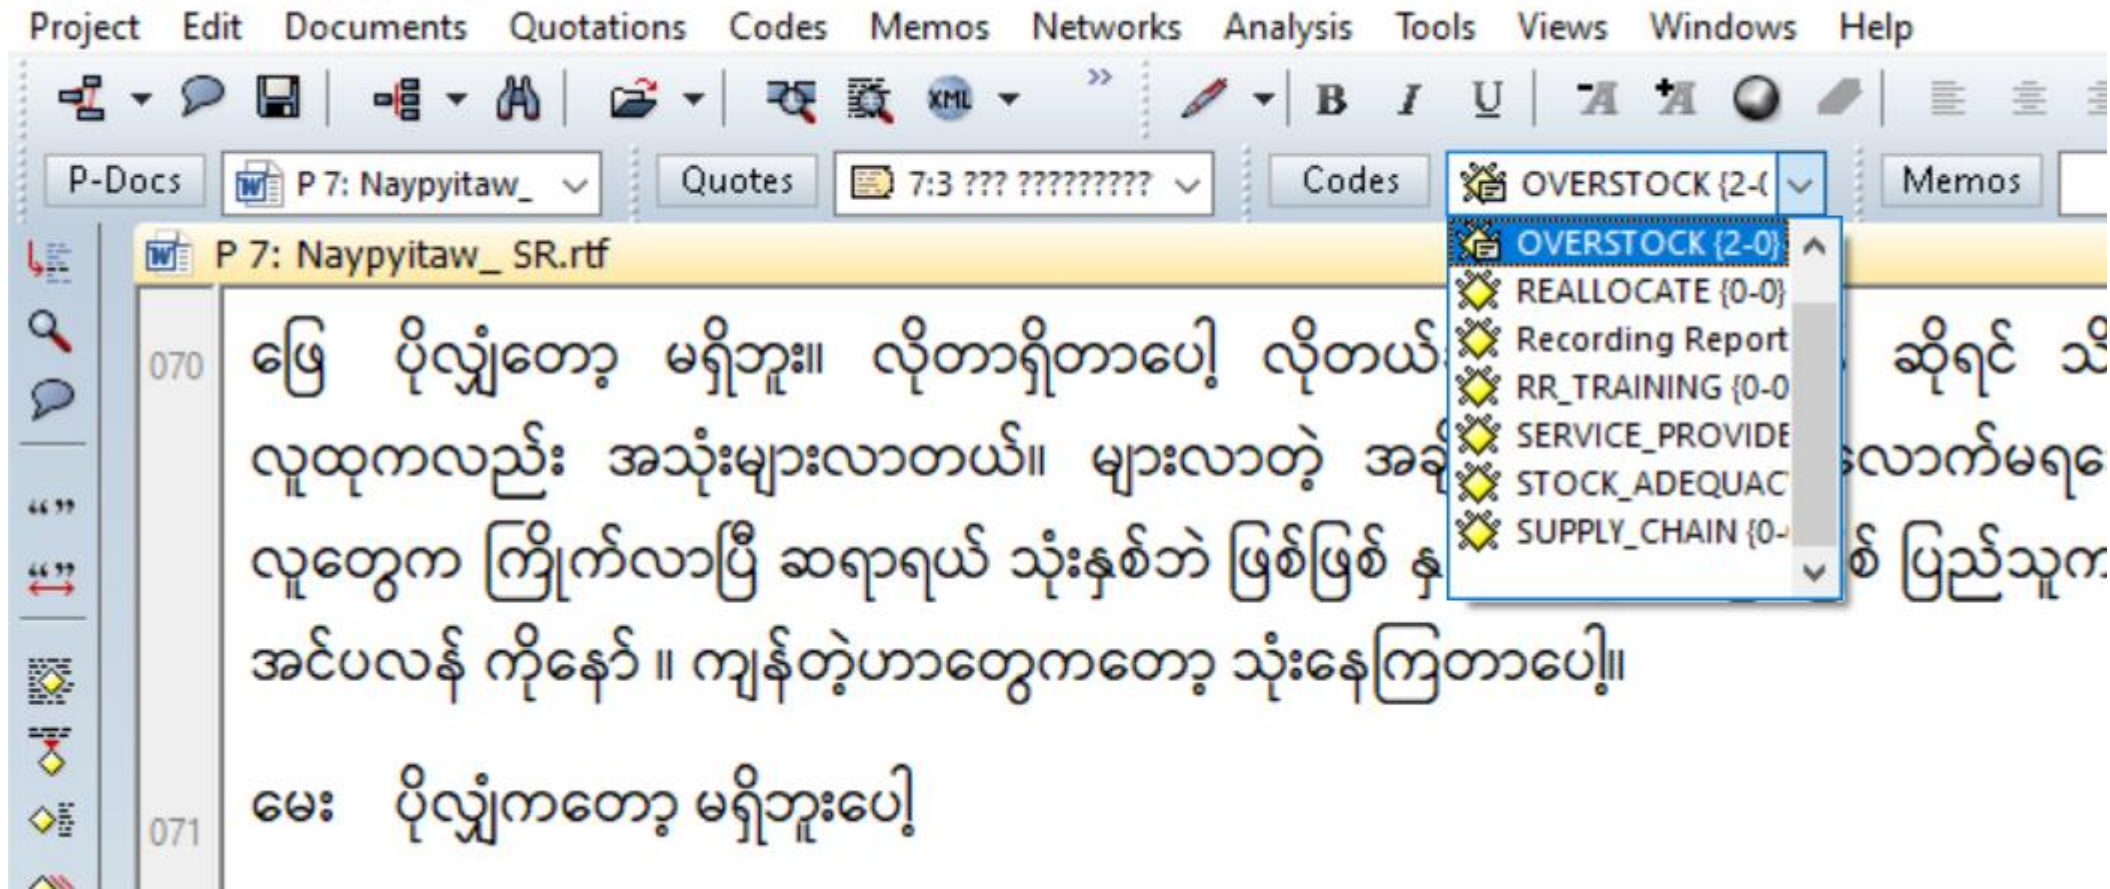 Project Edit Documents Quotations Codes Memos Networks Analysis Tools Views Windows Help
XML B I U A A
P-Docs P 7: Naypyitaw_ Quotes 7:3 ??? ????????? Codes OVERSTOCK {2-( Memos
P 7: Naypyitaw_ SR.rtf
OVERSTOCK {2-0}
REALLOCATE {0-0}
Recording Report
RR_TRAINING {0-0
SERVICE_PROVIDE
STOCK_ADEQUAC
SUPPLY_CHAIN {0-
070 ဖြေ ပိုလျှံတော့ မရှိဘူး။ လိုတာရှိတာပေါ့ လိုတယ် ဆိုရင်
လူထုကလည်း အသုံးများလာတယ်။ များလာတဲ့
လူတွေက ကြိုက်လာပြီ ဆရာရယ် သုံးနှစ်ဘဲ ဖြစ်ဖြစ် ပြည်သူက
အင်ပလန် ကိုနော် ။ ကျန်တဲ့ဟာတွေကတော့ သုံးနေကြတာပေါ့။
071 မေး ပိုလျှံကတော့ မရှိဘူးပေါ့